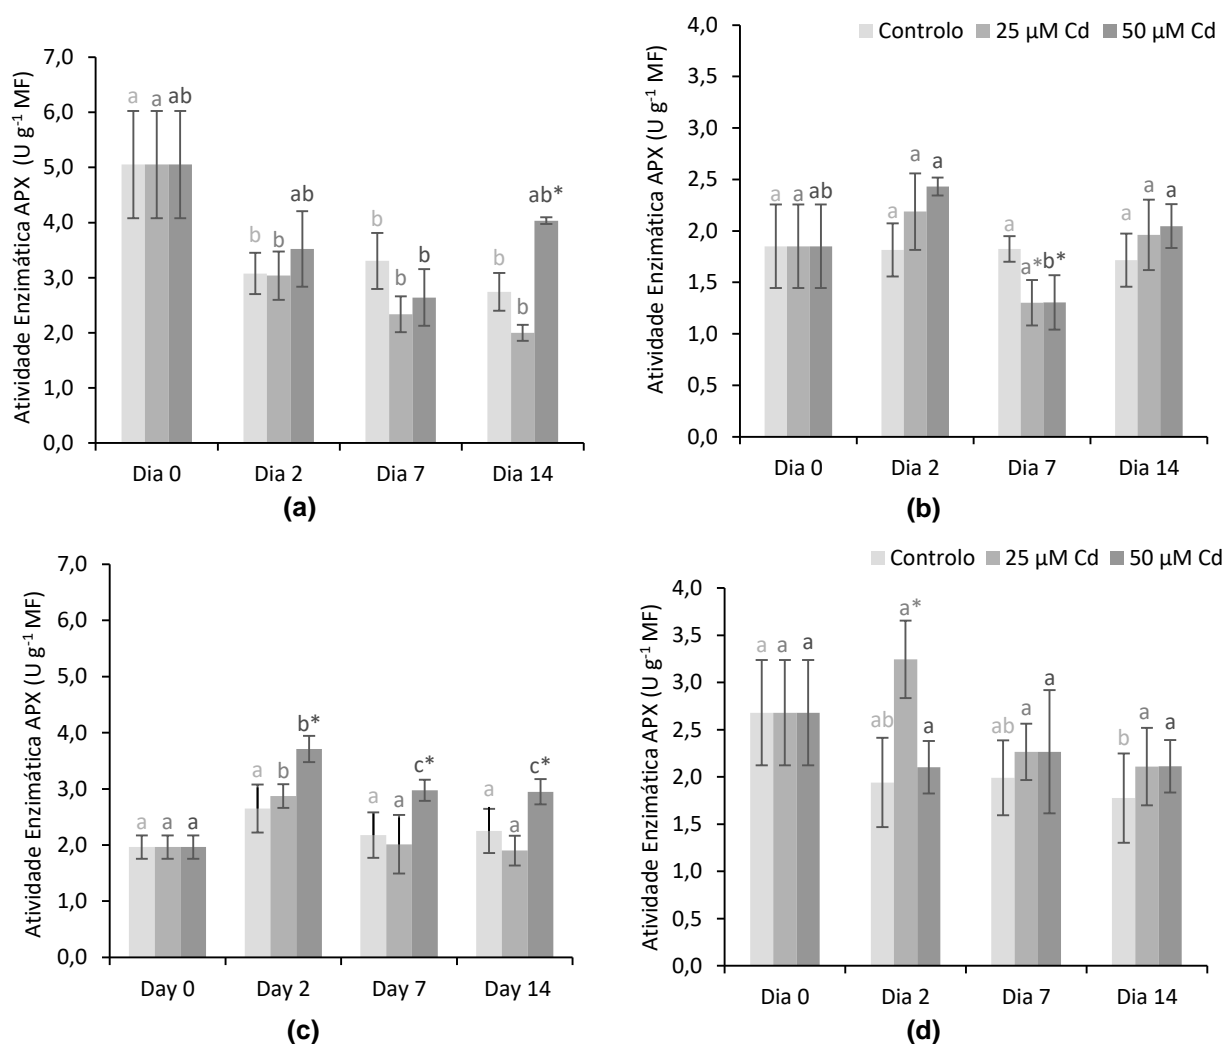 Atividade Enzimática APX (U g⁻¹ MF)
7,0
6,0
5,0
4,0
3,0
2,0
1,0
0,0
a a ab
b b ab
b b b
b b ab*
Dia 0 Dia 2 Dia 7 Dia 14
(a)
Controlo 25 µM Cd 50 µM Cd
Atividade Enzimática APX (U g⁻¹ MF)
4,0
3,5
3,0
2,5
2,0
1,5
1,0
0,5
0,0
a a ab
a a a
a a* b*
a a a
Dia 0 Dia 2 Dia 7 Dia 14
(b)
Atividade Enzimática APX (U g⁻¹ MF)
7,0
6,0
5,0
4,0
3,0
2,0
1,0
0,0
a a a
a b b*
a a c*
a a c*
Day 0 Day 2 Day 7 Day 14
(c)
Controlo 25 µM Cd 50 µM Cd
Atividade Enzimática APX (U g⁻¹ MF)
4,0
3,5
3,0
2,5
2,0
1,5
1,0
0,5
0,0
a a a
ab a* a
ab a a
b a a
Dia 0 Dia 2 Dia 7 Dia 14
(d)